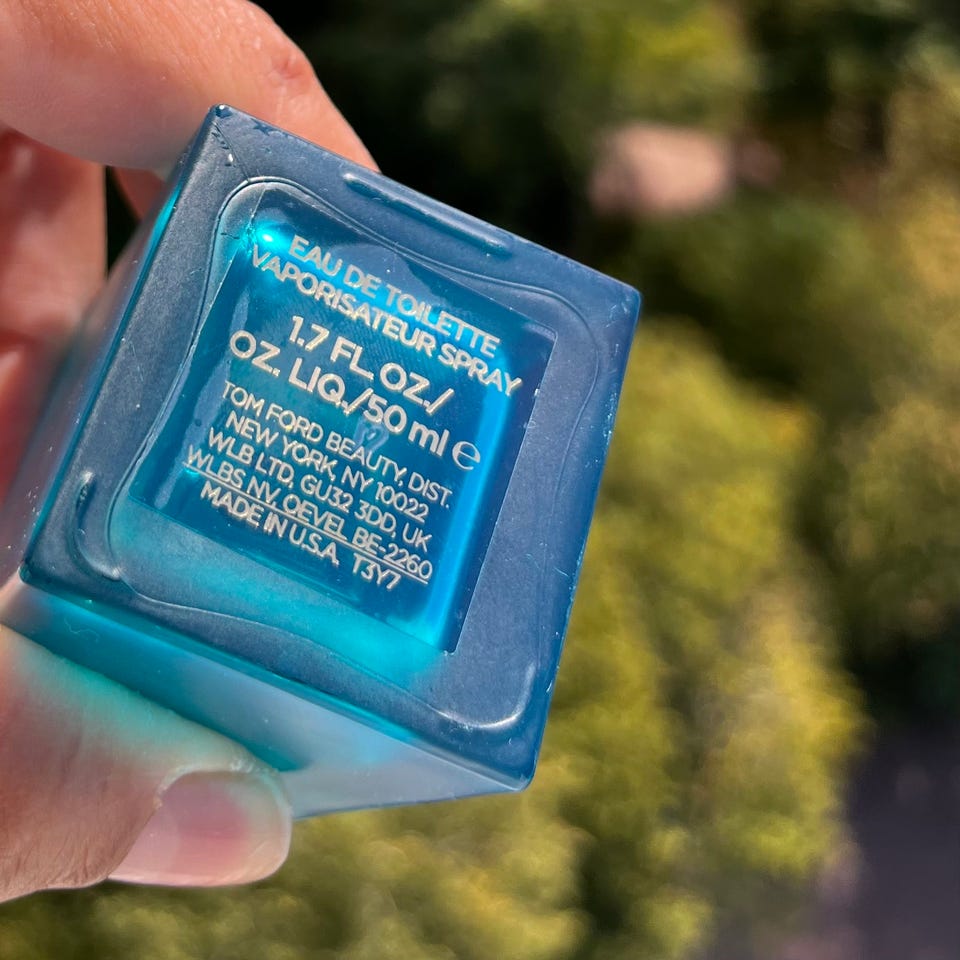 EAU DE TOILETTE
VAPORISATEUR SPRAY
1.7 FL. OZ./
OZ. LIQ./50 ml e
TOM FORD BEAUTY, DIST.
NEW YORK, NY 10022
WLB LTD, GU32 3DD, UK
WLBS NV. OEVEL BE-2260
MADE IN U.S.A. T3Y7